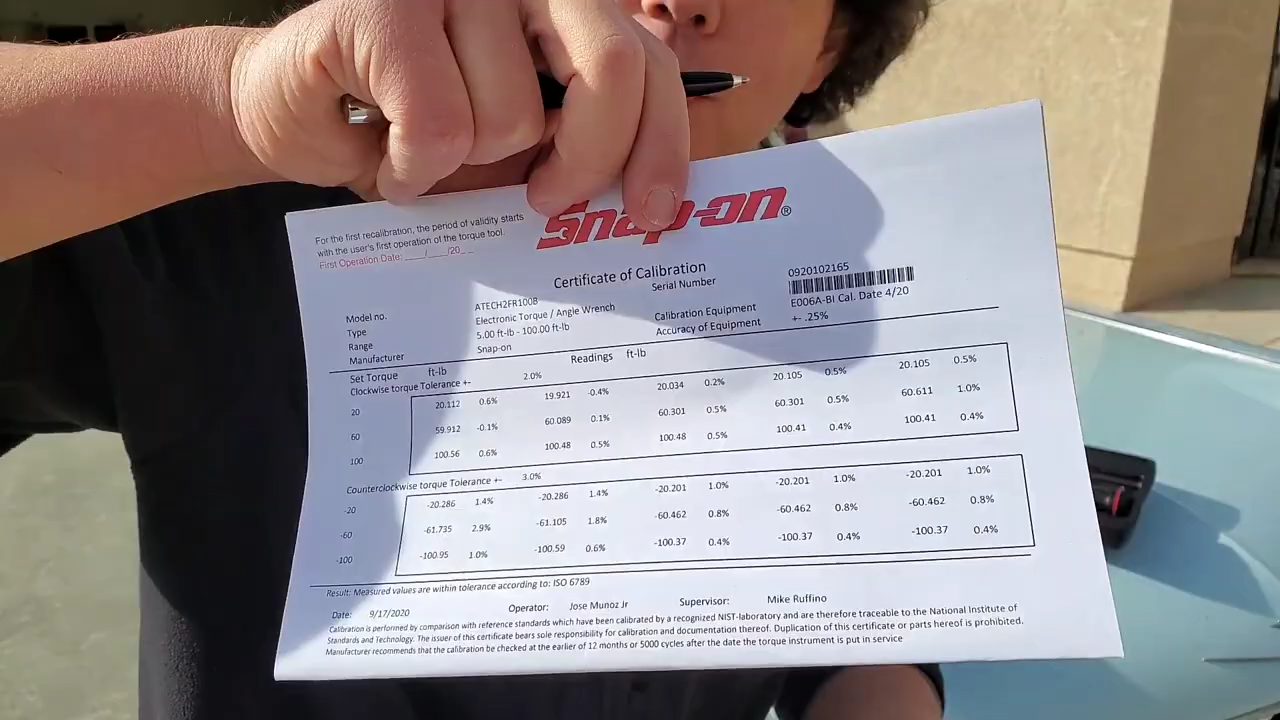 For the first recalibration, the period of validity starts
with the user's first operation of the torque tool.
First Operation Date: ____/____/20__
Snap-on®
Certificate of Calibration
Serial Number 0920102165
Model no. ATECH2FR100B
Type Electronic Torque / Angle Wrench Calibration Equipment E006A-BI Cal. Date 4/20
Range 5.00 ft-lb - 100.00 ft-lb Accuracy of Equipment +- .25%
Manufacturer Snap-on
Set Torque ft-lb Readings ft-lb
Clockwise torque Tolerance +- 2.0%
20 20.112 0.6% 19.921 -0.4% 20.034 0.2% 20.105 0.5% 20.105 0.5%
60 59.912 -0.1% 60.089 0.1% 60.301 0.5% 60.301 0.5% 60.611 1.0%
100 100.56 0.6% 100.48 0.5% 100.48 0.5% 100.41 0.4% 100.41 0.4%
Counterclockwise torque Tolerance +- 3.0%
-20 -20.286 1.4% -20.286 1.4% -20.201 1.0% -20.201 1.0% -20.201 1.0%
-60 -61.735 2.9% -61.105 1.8% -60.462 0.8% -60.462 0.8% -60.462 0.8%
-100 -100.95 1.0% -100.59 0.6% -100.37 0.4% -100.37 0.4% -100.37 0.4%
Result: Measured values are within tolerance according to: ISO 6789
Date: 9/17/2020 Operator: Jose Munoz Jr Supervisor: Mike Ruffino
Calibration is performed by comparison with reference standards which have been calibrated by a recognized NIST-laboratory and are therefore traceable to the National Institute of
Standards and Technology. The issuer of this certificate bears sole responsibility for calibration and documentation thereof. Duplication of this certificate or parts hereof is prohibited.
Manufacturer recommends that the calibration be checked at the earlier of 12 months or 5000 cycles after the date the torque instrument is put in service